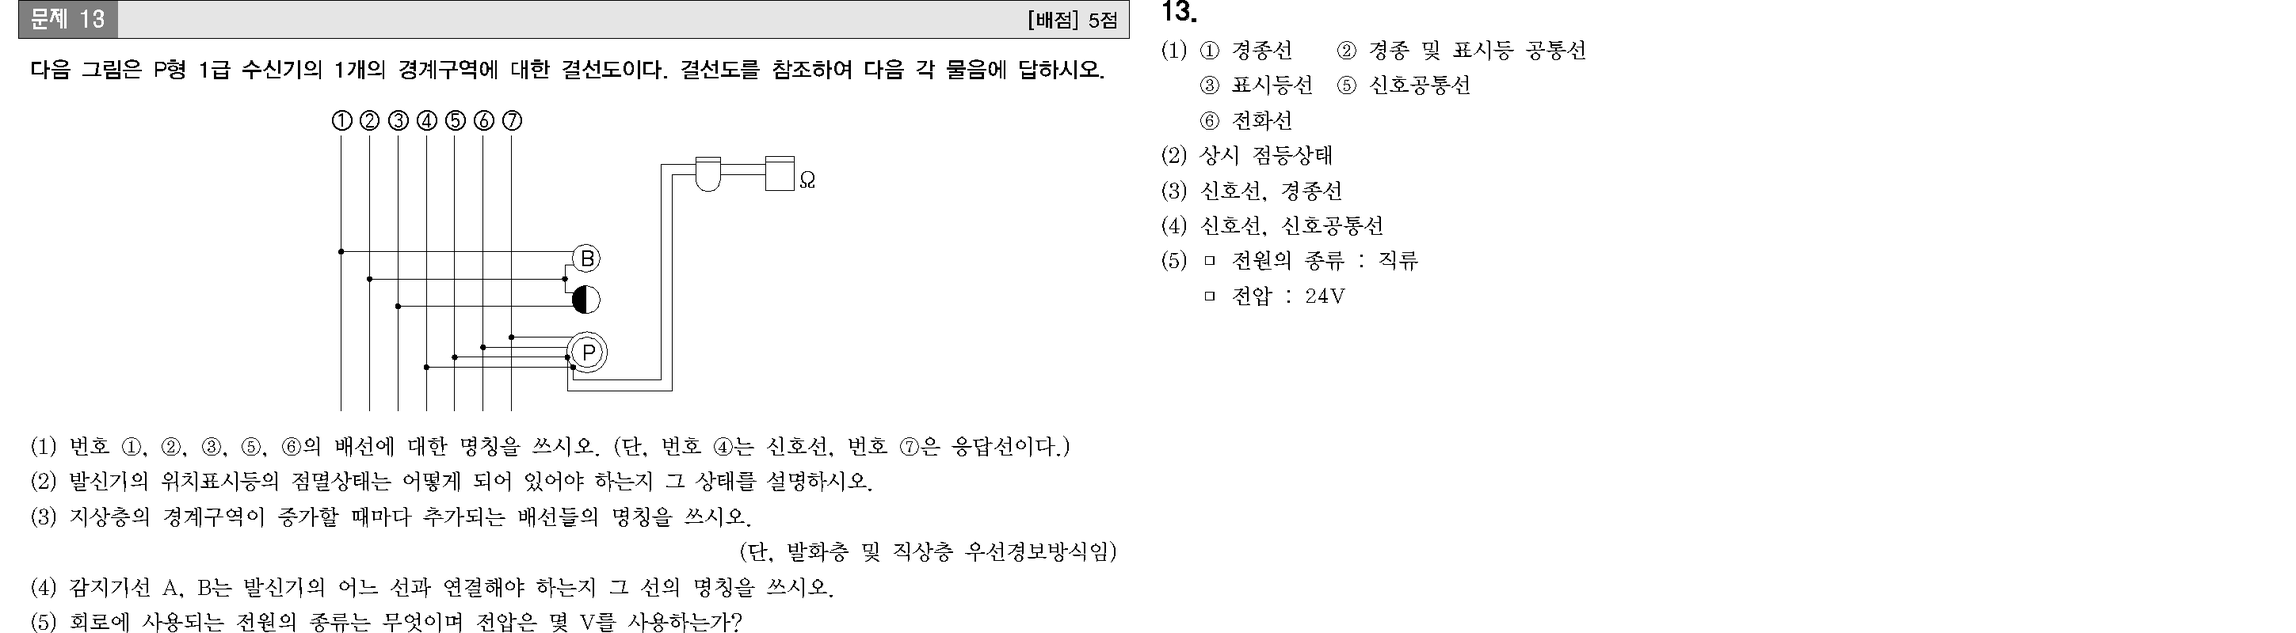 문제 13
[배점] 5점
다음 그림은 P형 1급 수신기의 1개의 경계구역에 대한 결선도이다. 결선도를 참조하여 다음 각 물음에 답하시오.
① ② ③ ④ ⑤ ⑥ ⑦
Ω
B
P
(1) 번호 ①, ②, ③, ⑤, ⑥의 배선에 대한 명칭을 쓰시오. (단, 번호 ④는 신호선, 번호 ⑦은 응답선이다.)
(2) 발신기의 위치표시등의 점멸상태는 어떻게 되어 있어야 하는지 그 상태를 설명하시오.
(3) 지상층의 경계구역이 증가할 때마다 추가되는 배선들의 명칭을 쓰시오.
(단, 발화층 및 직상층 우선경보방식임)
(4) 감지기선 A, B는 발신기의 어느 선과 연결해야 하는지 그 선의 명칭을 쓰시오.
(5) 회로에 사용되는 전원의 종류는 무엇이며 전압은 몇 V를 사용하는가?
13.
(1) ① 경종선 ② 경종 및 표시등 공통선
③ 표시등선 ⑤ 신호공통선
⑥ 전화선
(2) 상시 점등상태
(3) 신호선, 경종선
(4) 신호선, 신호공통선
(5) ㅁ 전원의 종류 : 직류
ㅁ 전압 : 24V